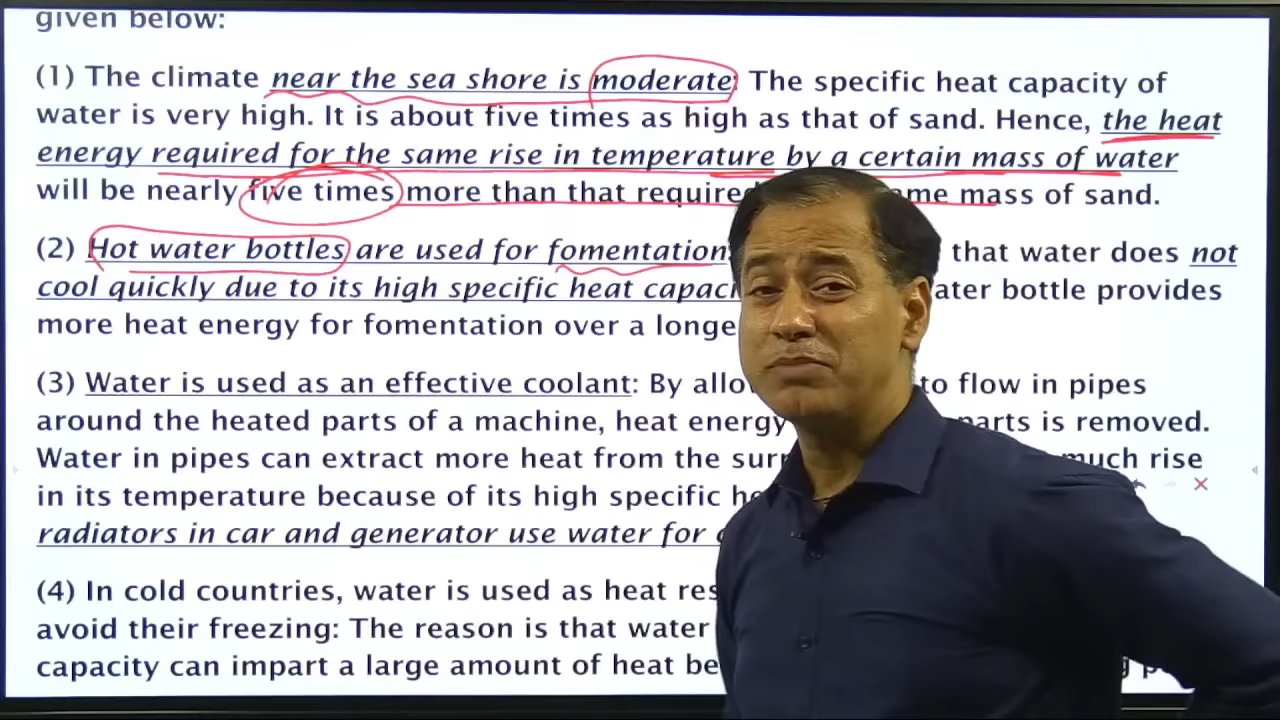 given below:
(1) The climate near the sea shore is moderate: The specific heat capacity of
water is very high. It is about five times as high as that of sand. Hence, the heat
energy required for the same rise in temperature by a certain mass of water
will be nearly five times more than that required same mass of sand.
(2) Hot water bottles are used for fomentation that water does not
cool quickly due to its high specific heat water bottle provides
more heat energy for fomentation over a
(3) Water is used as an effective coolant: By to flow in pipes
around the heated parts of a machine, heat energy parts is removed.
Water in pipes can extract more heat from the much rise
in its temperature because of its high specific
radiators in car and generator use water for
(4) In cold countries, water is used as heat
avoid their freezing: The reason is that water
capacity can impart a large amount of heat